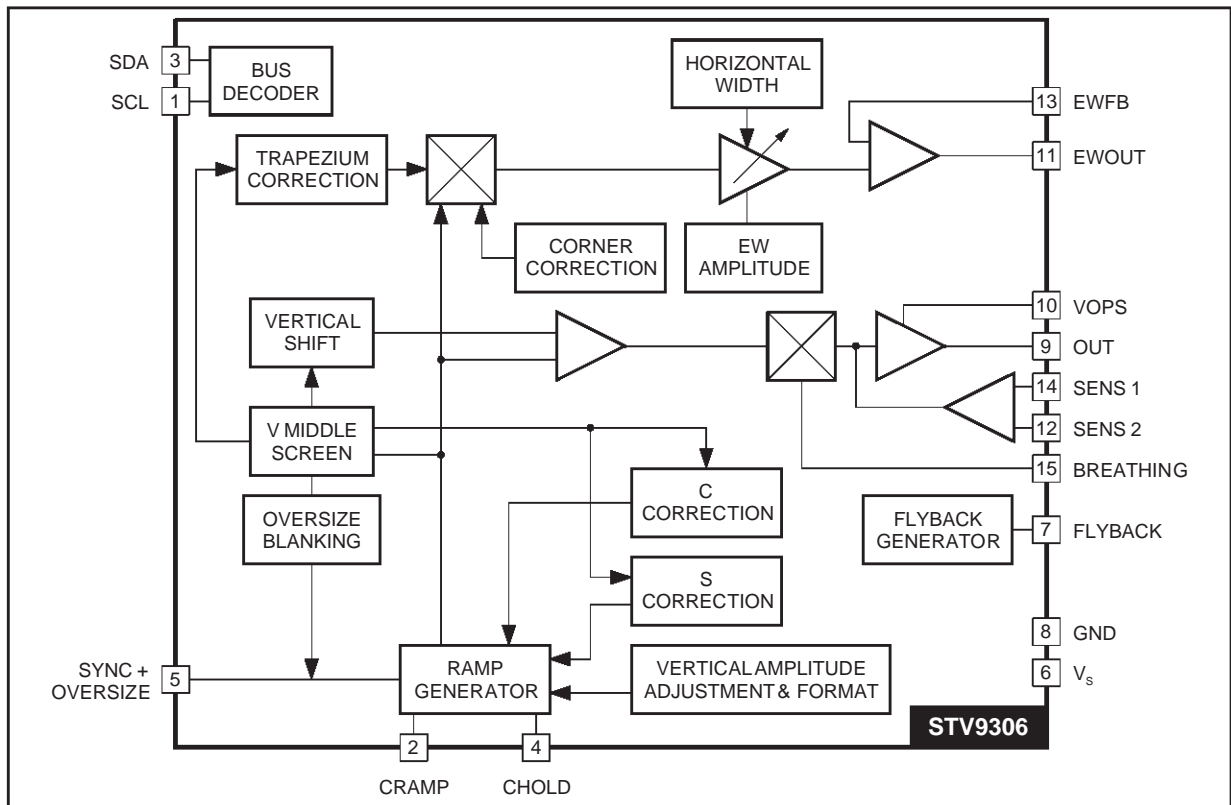 SDA
3
SCL
1
BUS
DECODER
HORIZONTAL
WIDTH
13
EWFB
11
EWOUT
TRAPEZIUM
CORRECTION
CORNER
CORRECTION
EW
AMPLITUDE
VERTICAL
SHIFT
10
VOPS
9
OUT
14
SENS 1
12
SENS 2
15
BREATHING
V MIDDLE
SCREEN
OVERSIZE
BLANKING
C
CORRECTION
S
CORRECTION
FLYBACK
GENERATOR
7
FLYBACK
8
GND
6
VS
SYNC +
OVERSIZE
5
RAMP
GENERATOR
VERTICAL AMPLITUDE
ADJUSTMENT & FORMAT
STV9306
2
CRAMP
4
CHOLD